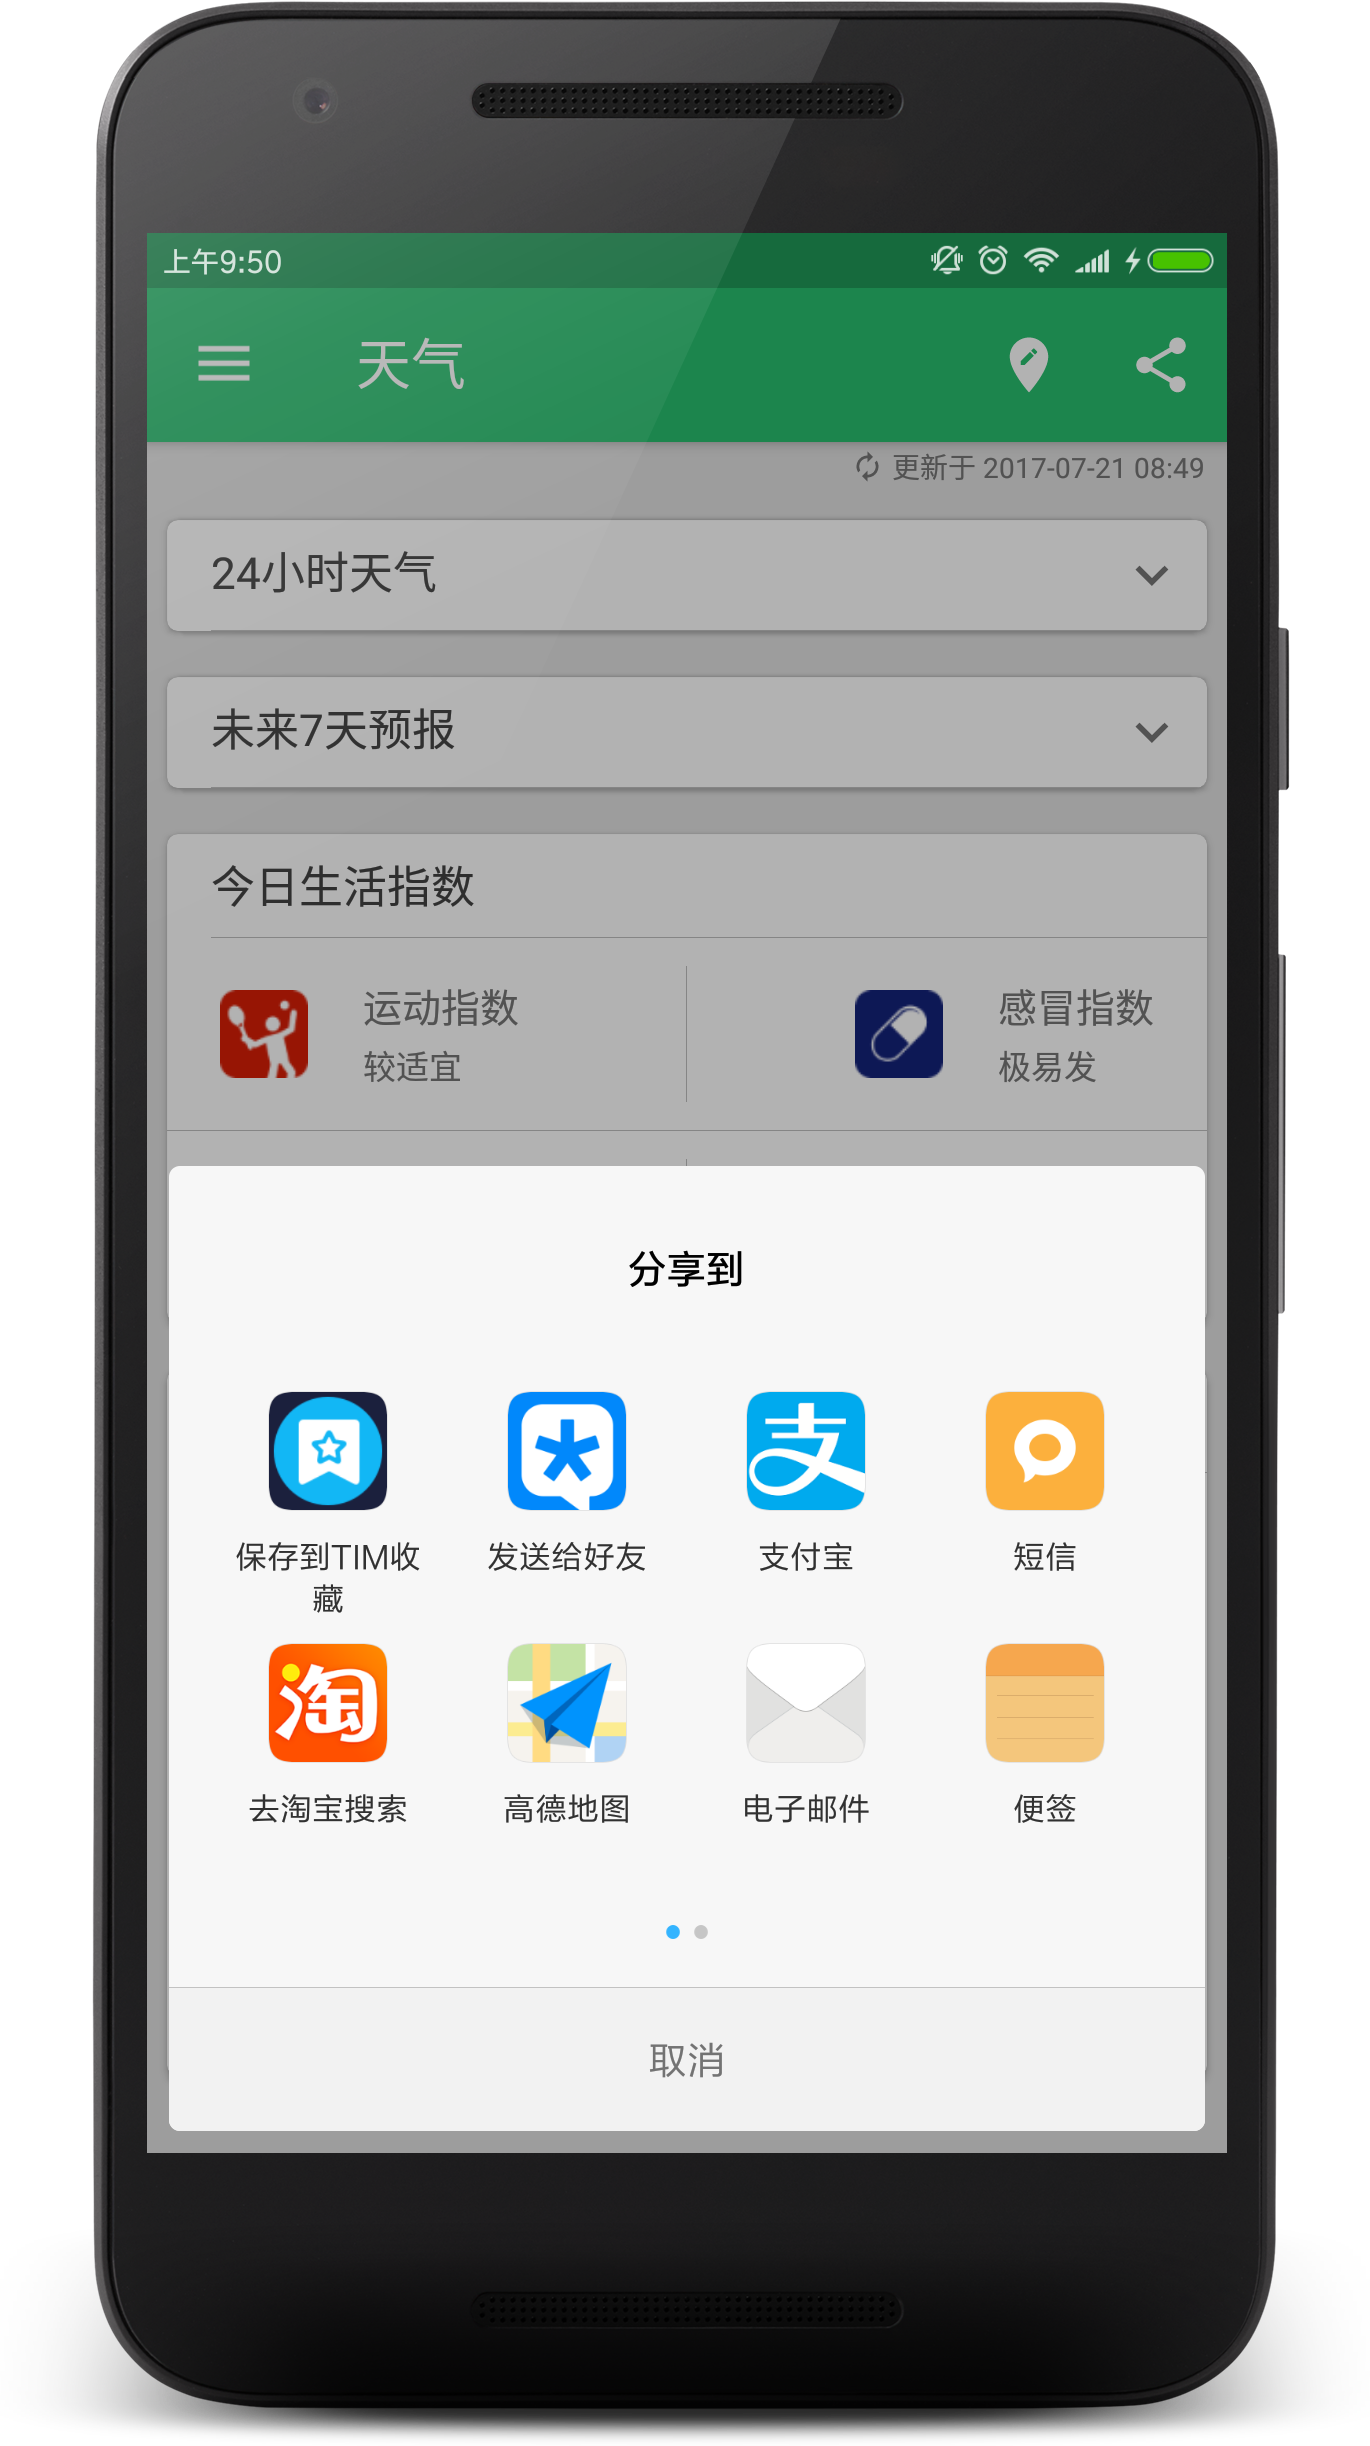 上午9:50
天气
更新于 2017-07-21 08:49
24小时天气
未来7天预报
今日生活指数
运动指数
较适宜
感冒指数
极易发
分享到
支
保存到TIM收
藏
发送给好友
支付宝
短信
淘
去淘宝搜索
高德地图
电子邮件
便签
取消